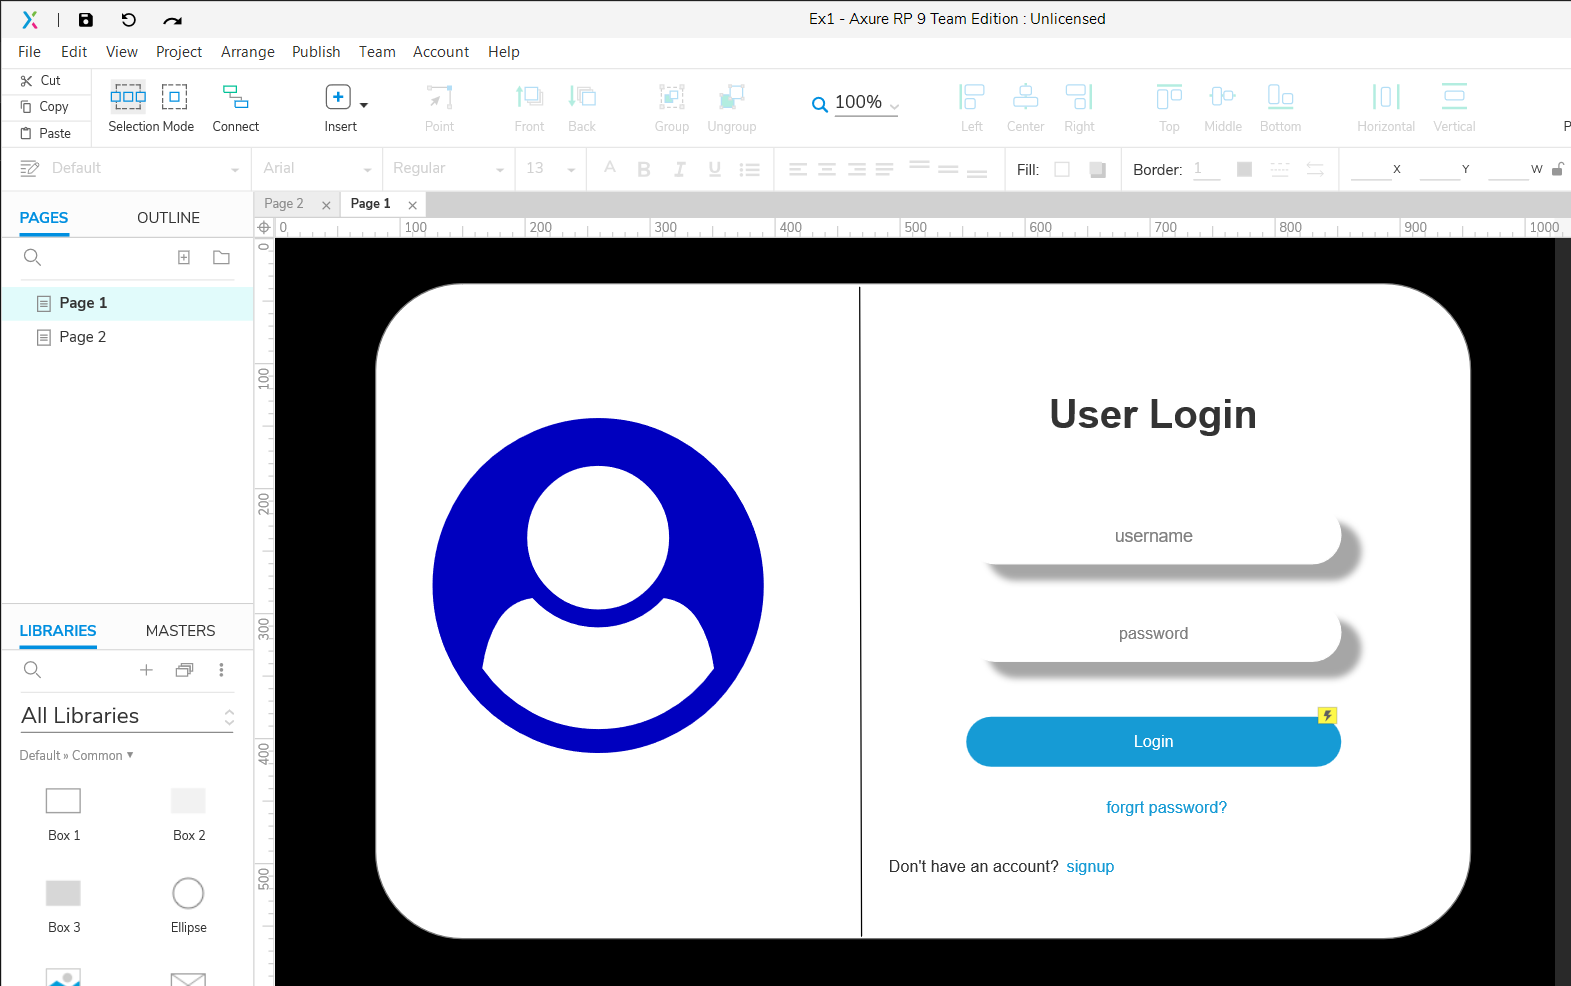 Ex1 - Axure RP 9 Team Edition : Unlicensed
File Edit View Project Arrange Publish Team Account Help
Cut
Copy
Paste
Selection Mode Connect Insert Point Front Back Group Ungroup 100% Left Center Right Top Middle Bottom Horizontal Vertical P
Default Arial Regular 13 Fill: Border: 1 X Y W
PAGES OUTLINE
Page 2 Page 1
0 100 200 300 400 500 600 700 800 900 1000
0
100
200
300
400
500
Page 1
Page 2
LIBRARIES MASTERS
All Libraries
Default » Common
Box 1 Box 2
Box 3 Ellipse
User Login
username
password
Login
forgrt password?
Don't have an account? signup